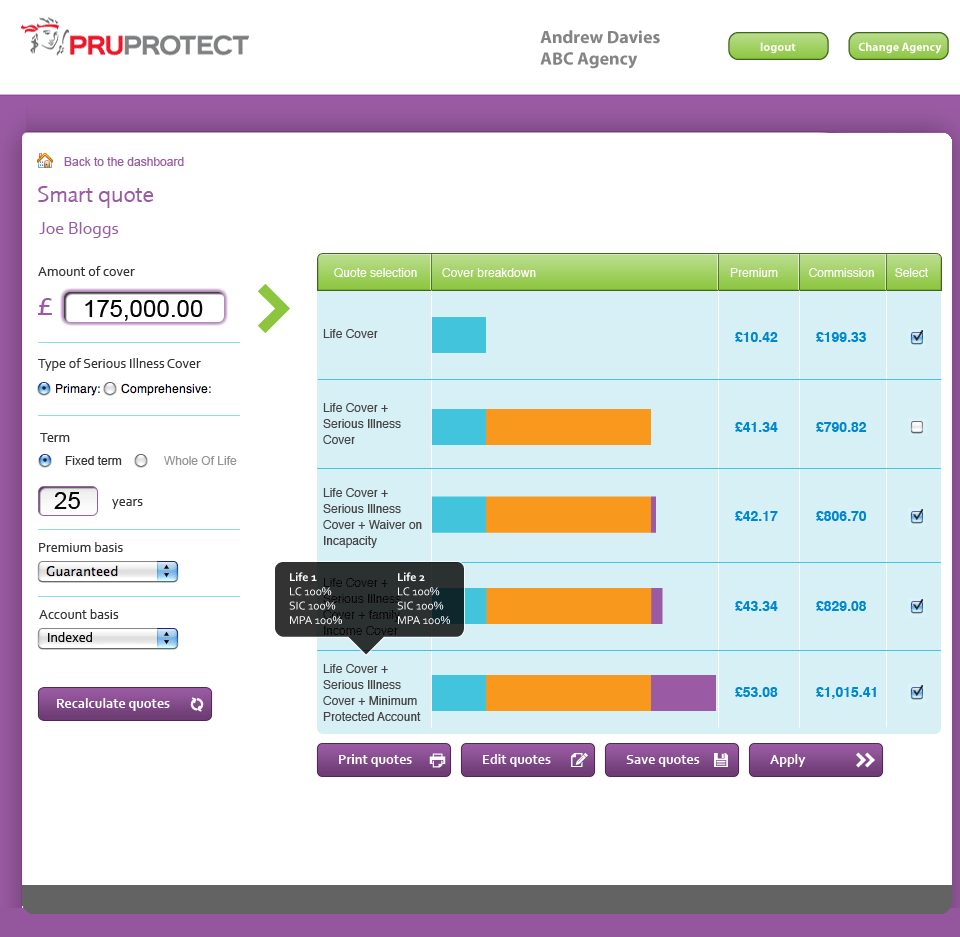 PRUPROTECT
Andrew Davies
ABC Agency
logout
Change Agency
Back to the dashboard
Smart quote
Joe Bloggs
Amount of cover
£ 175,000.00
Type of Serious Illness Cover
Primary: Comprehensive:
Term
Fixed term Whole Of Life
25 years
Premium basis
Guaranteed
Account basis
Indexed
Recalculate quotes
Quote selection Cover breakdown Premium Commission Select
Life Cover
£10.42 £199.33
Life Cover +
Serious Illness
Cover
£41.34 £790.82
Life Cover +
Serious Illness
Cover + Waiver on
Incapacity
£42.17 £806.70
Life Cover +
Serious Illness
Cover + family
Income Cover
£43.34 £829.08
Life 1 Life 2
LC 100% LC 100%
SIC 100% SIC 100%
MPA 100% MPA 100%
Life Cover +
Serious Illness
Cover + Minimum
Protected Account
£53.08 £1,015.41
Print quotes Edit quotes Save quotes Apply